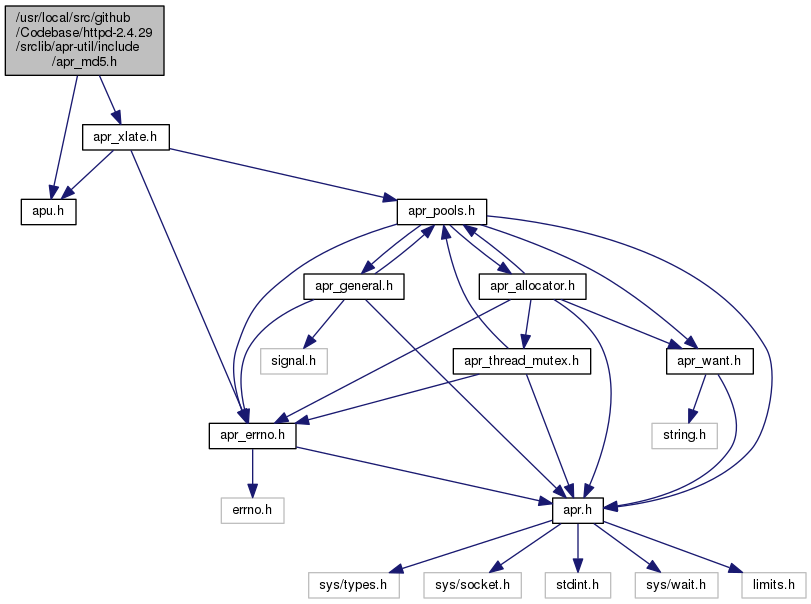 /usr/local/src/github
/Codebase/httpd-2.4.29
/srclib/apr-util/include
/apr_md5.h
apr_xlate.h
apu.h
apr_pools.h
apr_general.h
apr_allocator.h
signal.h
apr_thread_mutex.h
apr_want.h
apr_errno.h
string.h
errno.h
apr.h
sys/types.h
sys/socket.h
stdint.h
sys/wait.h
limits.h